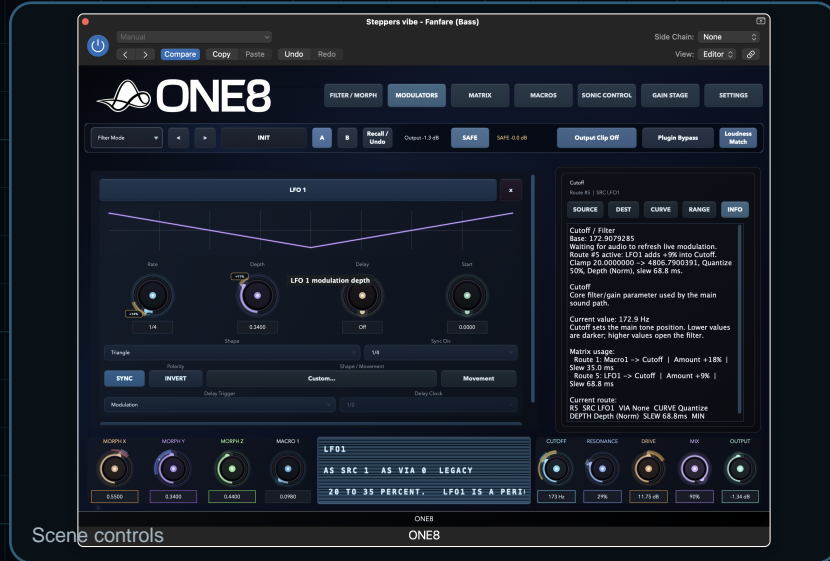 Steppers vibe - Fanfare (Bass)
Manual
Side Chain: None
< > Compare Copy Paste Undo Redo
View: Editor
ONE8
FILTER / MORPH MODULATORS MATRIX MACROS SONIC CONTROL GAIN STAGE SETTINGS
Filter Mode < > INIT A B Recall / Undo Output -1.3 dB SAFE SAFE -0.0 dB Output Clip Off Plugin Bypass Loudness Match
LFO 1 x
Rate Depth Delay Start
+11%
LFO 1 modulation depth
+14%
1/4 0.3400 Off 0.0000
Shape Sync Div
Triangle 1/4
Polarity Shape / Movement
SYNC INVERT Custom... Movement
Delay Trigger Delay Clock
Modulation
Cutoff
Route #5 | SRC LFO1
SOURCE DEST CURVE RANGE INFO
Cutoff / Filter
Base: 172.9079285
Waiting for audio to refresh live modulation.
Route #5 active: LFO1 adds +9% into Cutoff.
Clamp 20.0000000 -> 4806.7900391, Quantize
50%, Depth (Norm), slew 68.8 ms.
Cutoff
Core filter/gain parameter used by the main
sound path.
Current value: 172.9 Hz
Cutoff sets the main tone position. Lower values
are darker; higher values open the filter.
Matrix usage:
Route 1: Macro1 -> Cutoff | Amount +18% |
Slew 35.0 ms
Route 5: LFO1 -> Cutoff | Amount +9% |
Slew 68.8 ms
Current route:
R5 SRC LFO1 VIA None CURVE Quantize
DEPTH Depth (Norm) SLEW 68.8ms MIN
MORPH X MORPH Y MORPH Z MACRO 1
0.5500 0.3400 0.4400 0.0980
LFO1
AS SRC 1 AS VIA 0 LEGACY
20 TO 35 PERCENT. LFO1 IS A
CUTOFF RESONANCE DRIVE MIX OUTPUT
173 Hz 29% 11.75 dB 90% -1.34 dB
ONE8
Scene controls
ONE8